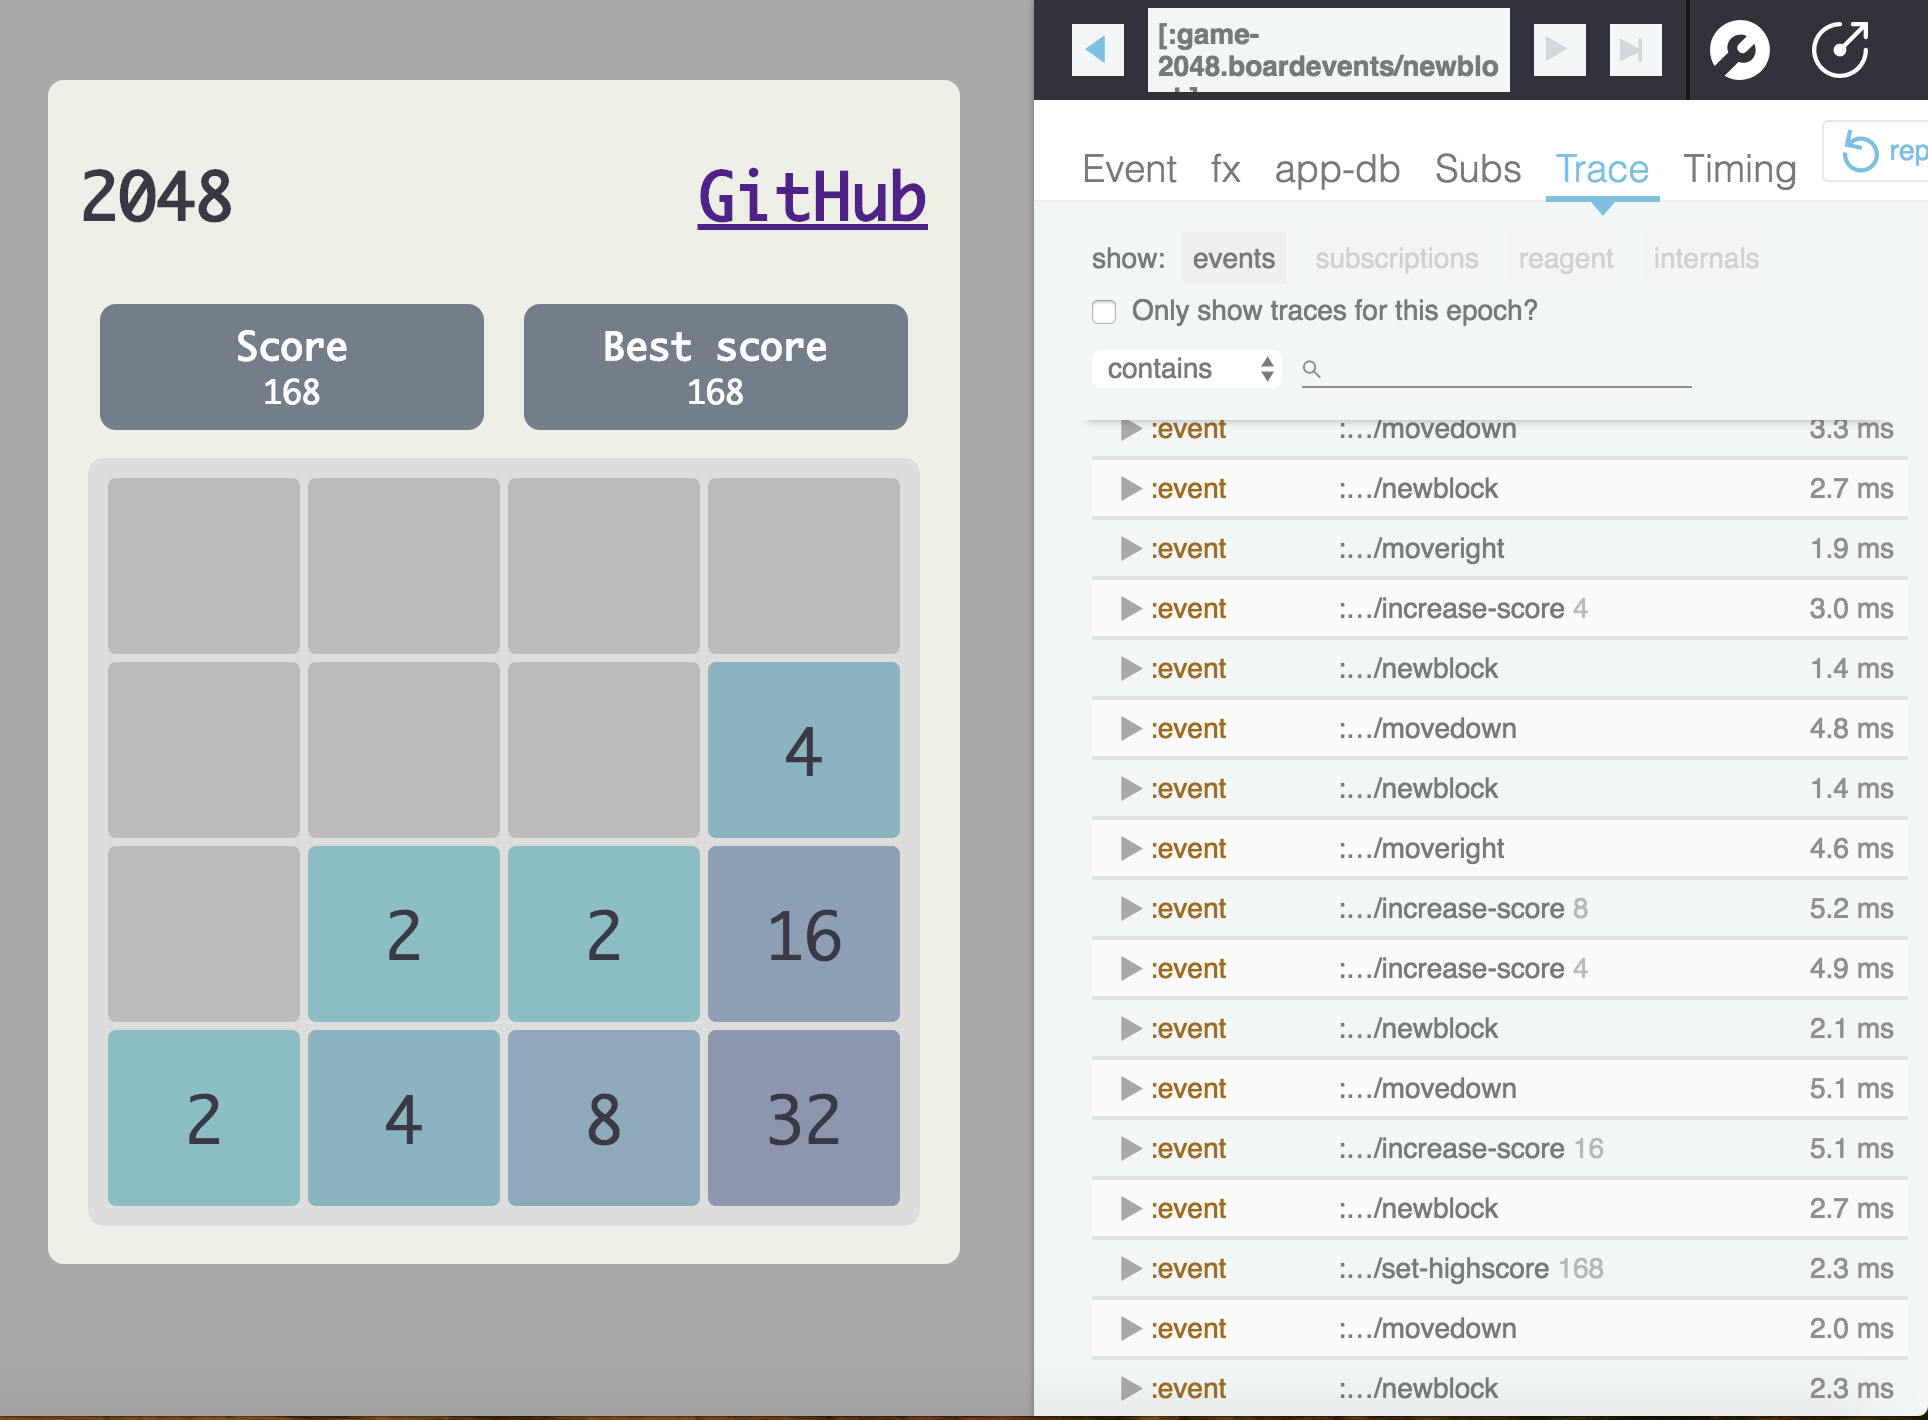 2048
GitHub
Score
168
Best score
168
4
2 2 16
2 4 8 32
[:game-
2048.boardevents/newblo
Event fx app-db Subs Trace Timing
rep
show: events subscriptions reagent internals
Only show traces for this epoch?
contains
:event :…/movedown 3.3 ms
:event :…/newblock 2.7 ms
:event :…/moveright 1.9 ms
:event :…/increase-score 4 3.0 ms
:event :…/newblock 1.4 ms
:event :…/movedown 4.8 ms
:event :…/newblock 1.4 ms
:event :…/moveright 4.6 ms
:event :…/increase-score 8 5.2 ms
:event :…/increase-score 4 4.9 ms
:event :…/newblock 2.1 ms
:event :…/movedown 5.1 ms
:event :…/increase-score 16 5.1 ms
:event :…/newblock 2.7 ms
:event :…/set-highscore 168 2.3 ms
:event :…/movedown 2.0 ms
:event :…/newblock 2.3 ms